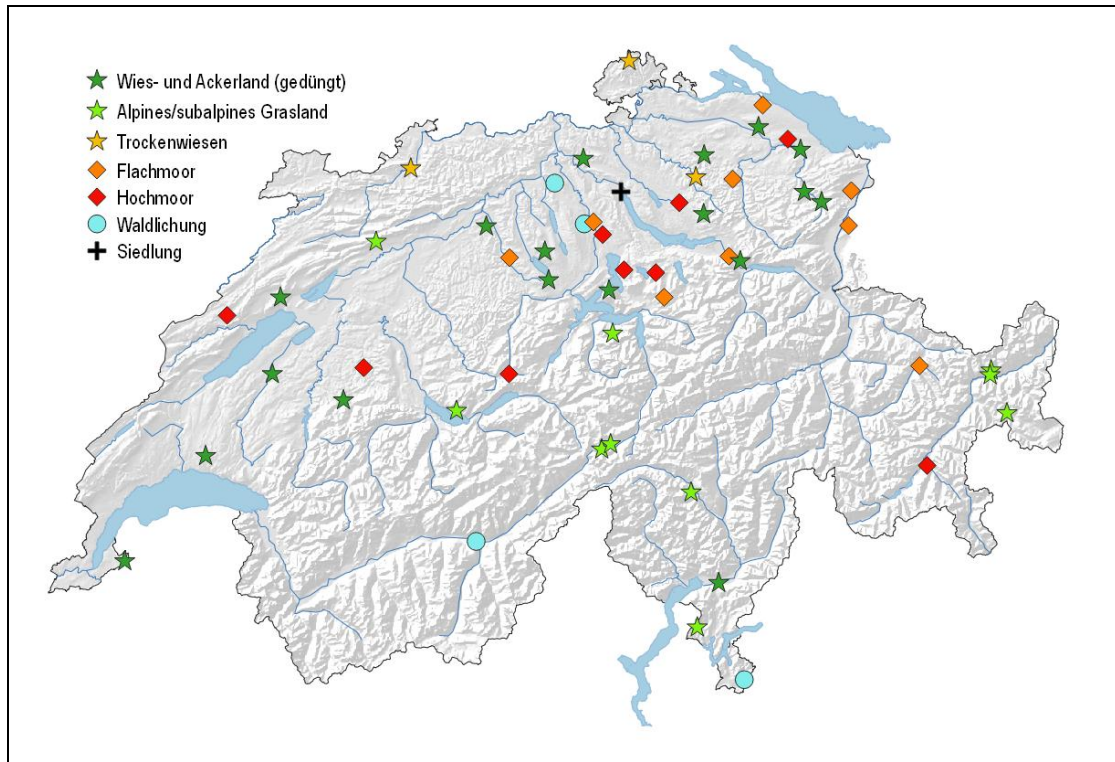 Wies- und Ackerland (gedüngt)
Alpines/subalpines Grasland
Trockenwiesen
Flachmoor
Hochmoor
Waldlichung
Siedlung